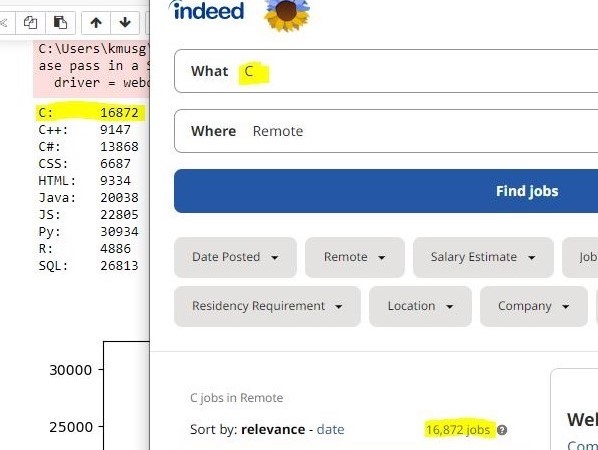 indeed
C:\Users\kmusg\
ase pass in a S
driver = webd
C: 16872
C++: 9147
C#: 13868
CSS: 6687
HTML: 9334
Java: 20038
JS: 22805
Py: 30934
R: 4886
SQL: 26813
30000
25000
What C
Where Remote
Find jobs
Date Posted Remote Salary Estimate Job
Residency Requirement Location Company
C jobs in Remote
Sort by: relevance - date 16,872 jobs ?
Wel
Com